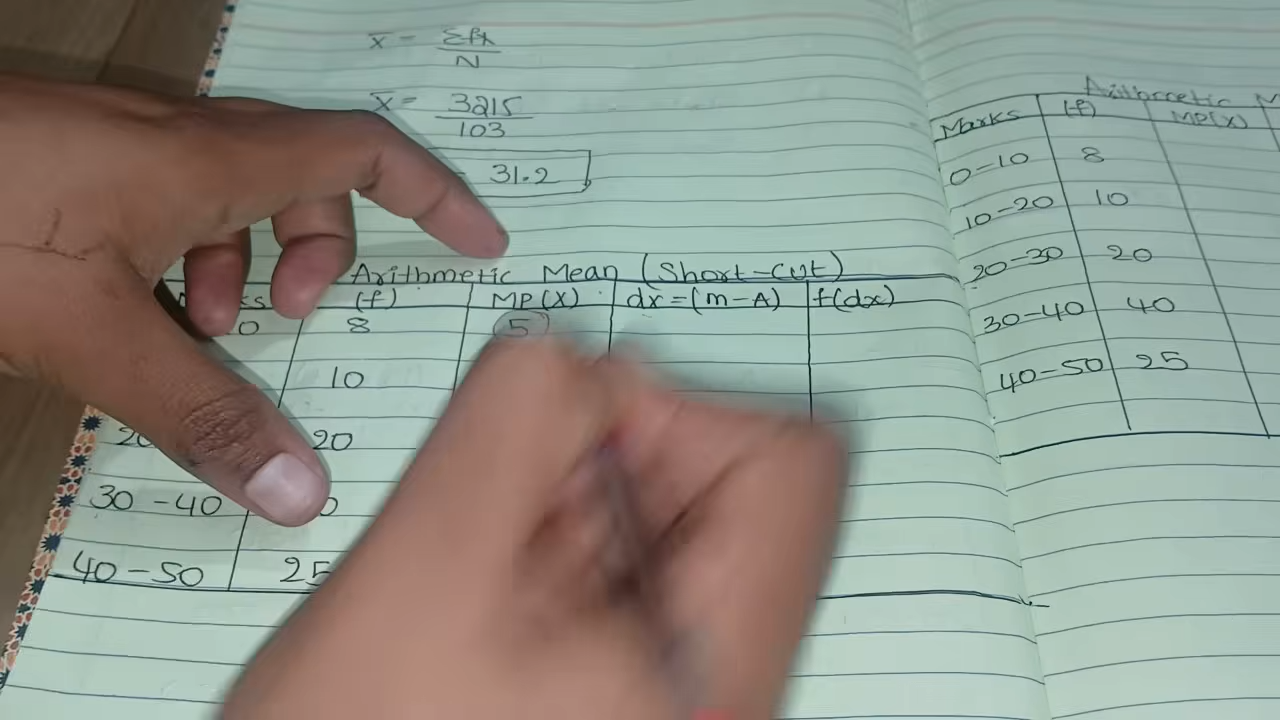 x̄ = Σfx
N
x̄ = 3215
103
31.2
Arithmetic Mean (Short-Cut)
(f) MP(X) dx=(m-A) f(dx)
0 8 5
10
20
30-40
40-50 25
Arithmetic M
Marks (f) MP(X)
0-10 8
10-20 10
20-30 20
30-40 40
40-50 25